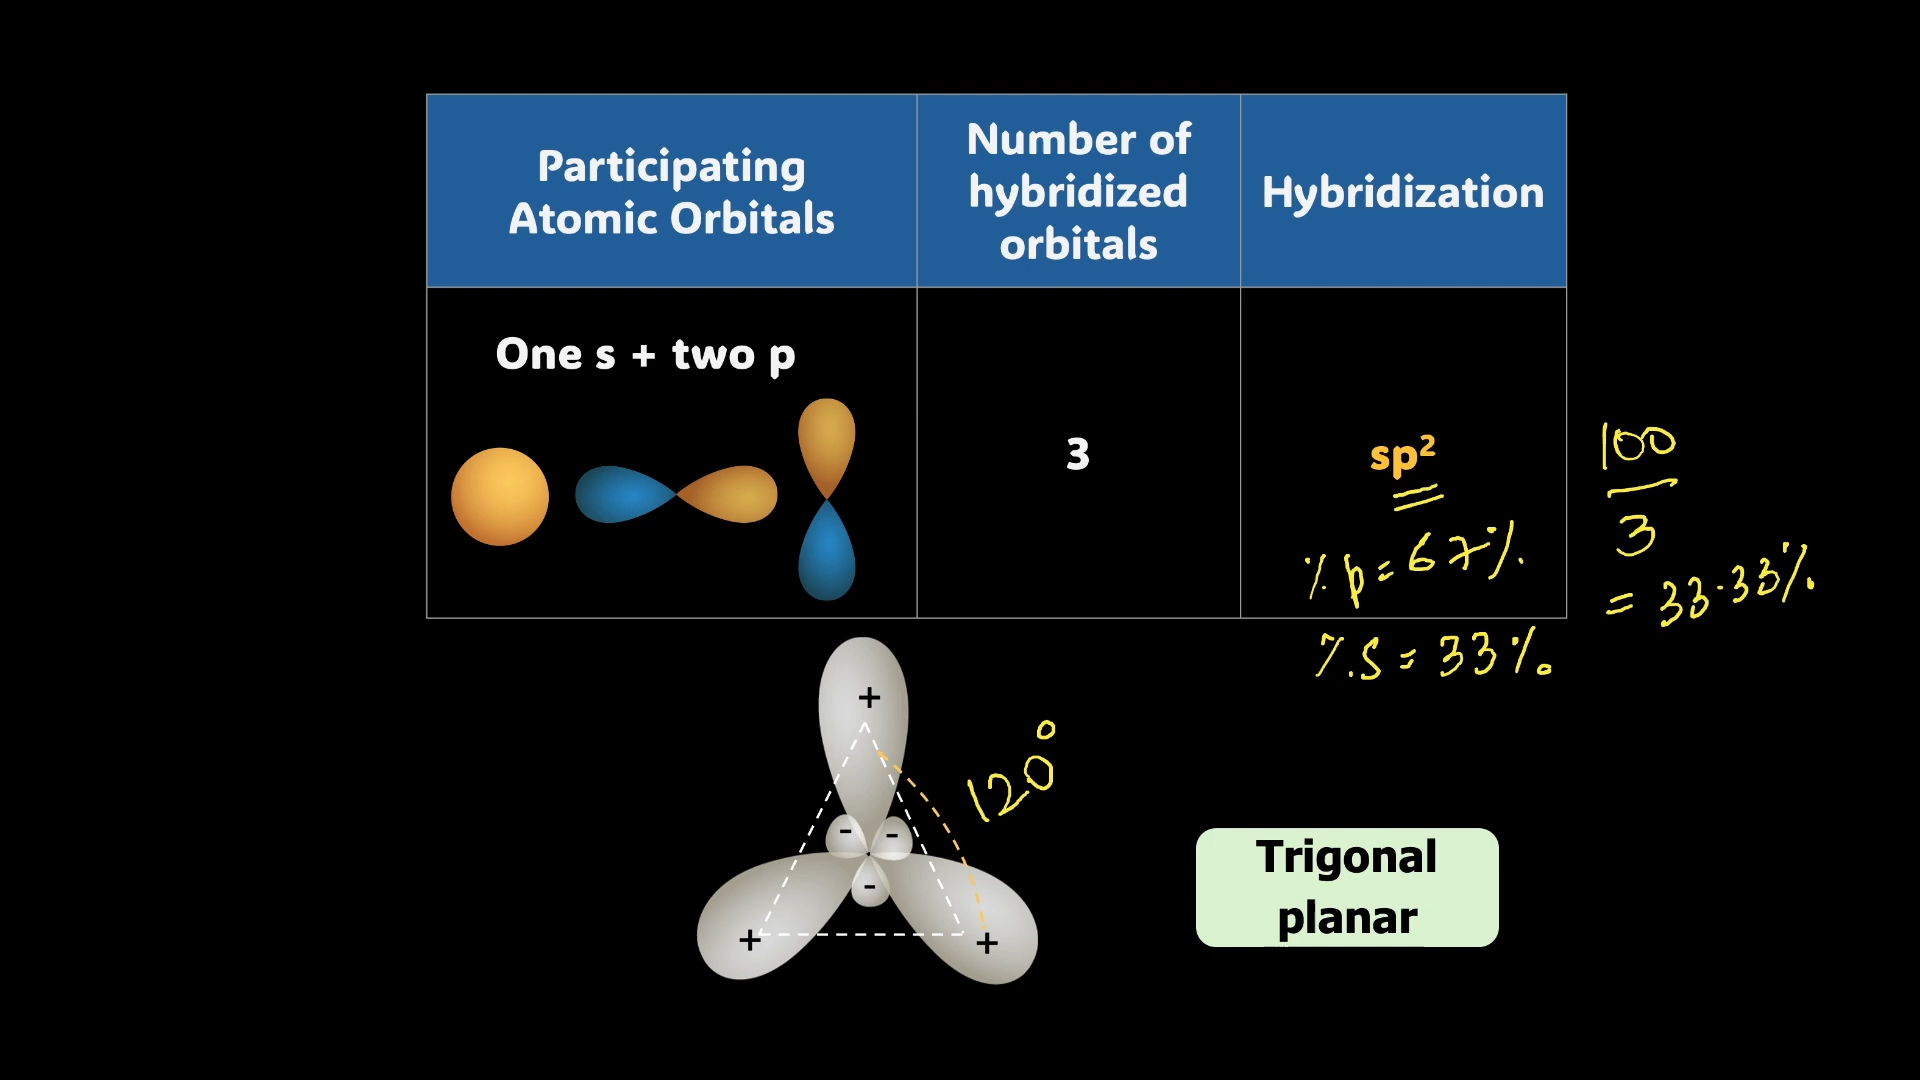 Participating
Atomic Orbitals
Number of
hybridized
orbitals
Hybridization
One s + two p
3
sp²
% p = 67%.
%.s = 33%.
100
3
= 33.33%.
+
-
-
-
+
+
120°
Trigonal
planar